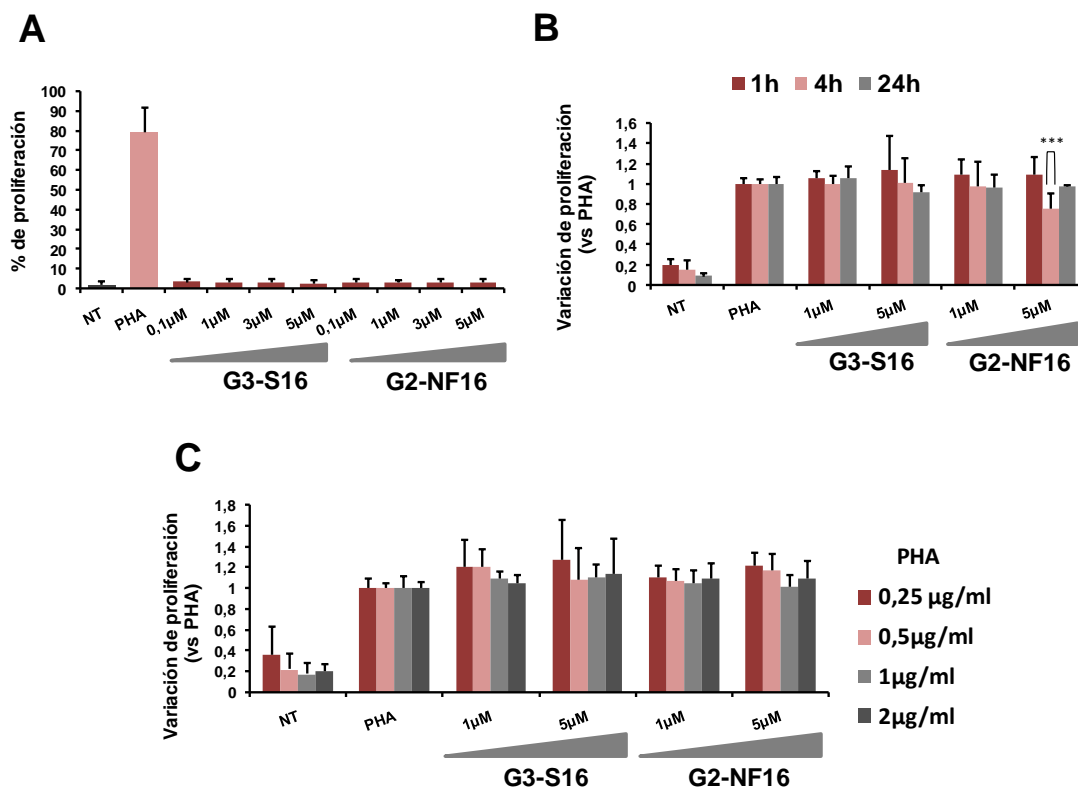 A
% de proliferación
100
90
80
70
60
50
40
30
20
10
0
NT
PHA
0,1µM
1µM
3µM
5µM
0,1µM
1µM
3µM
5µM
G3-S16
G2-NF16
B
1h 4h 24h
Variación de proliferación
(vs PHA)
1,6
1,4
1,2
1
0,8
0,6
0,4
0,2
0
***
NT
PHA
1µM
5µM
1µM
5µM
G3-S16
G2-NF16
C
Variación de proliferación
(vs PHA)
1,8
1,6
1,4
1,2
1
0,8
0,6
0,4
0,2
0
NT
PHA
1µM
5µM
1µM
5µM
G3-S16
G2-NF16
PHA
0,25 µg/ml
0,5µg/ml
1µg/ml
2µg/ml